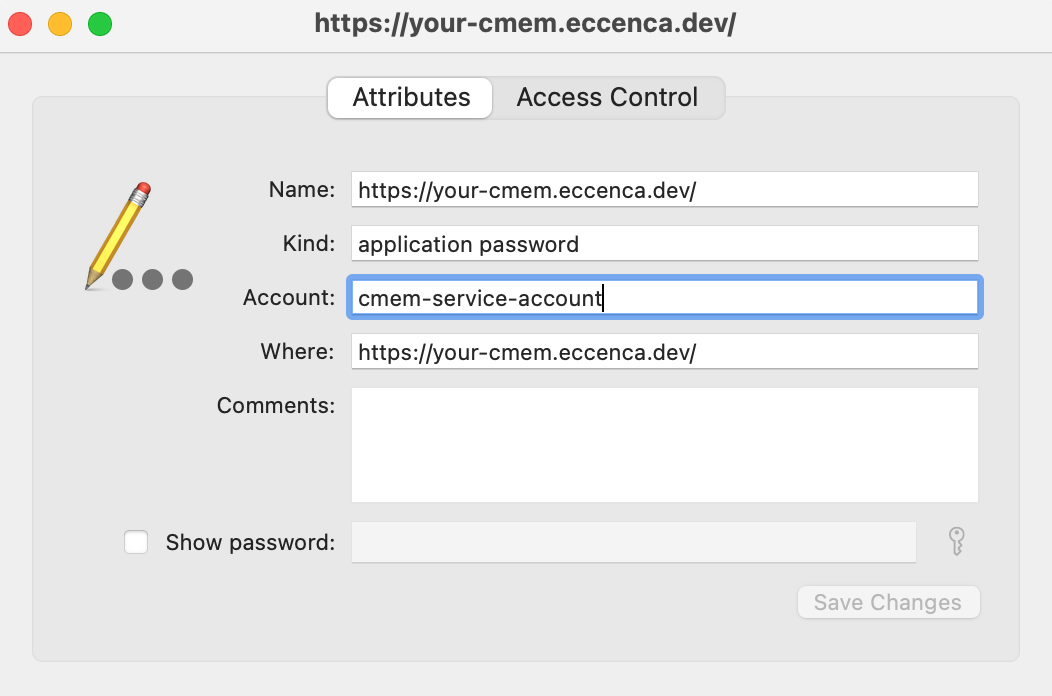 https://your-cmem.eccenca.dev/
Attributes Access Control
Name: https://your-cmem.eccenca.dev/
Kind: application password
Account: cmem-service-account
Where: https://your-cmem.eccenca.dev/
Comments:
Show password:
Save Changes